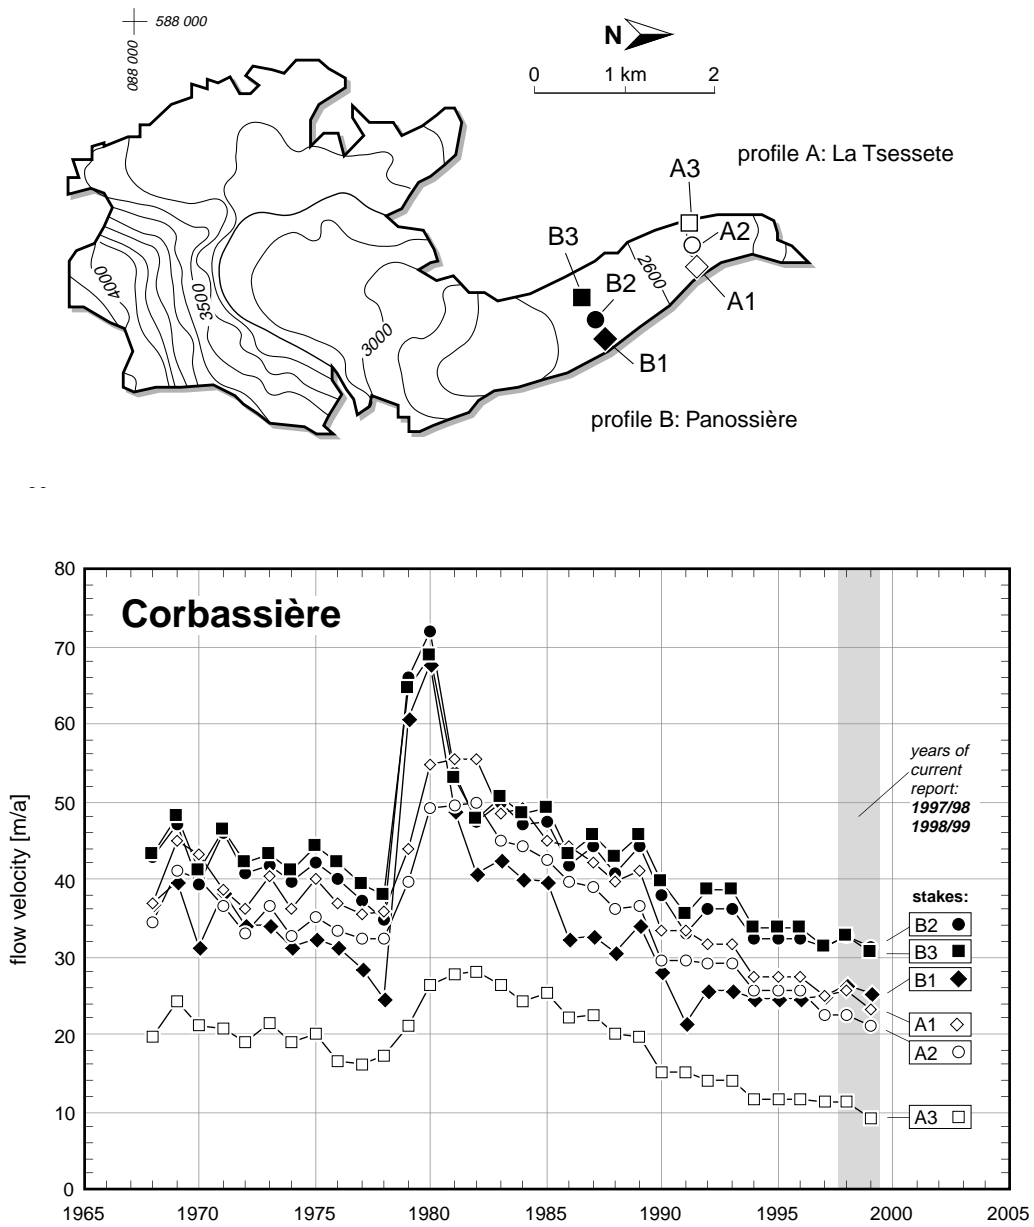 588 000
088 000
N
0 1 km 2
profile A: La Tsessete
A3
A2
B3
B2
2600
A1
4000
3500
3000
B1
profile B: Panossière
Corbassière
80
70
60
50
40
30
20
10
0
flow velocity [m/a]
years of
current
report:
1997/98
1998/99
stakes:
B2
B3
B1
A1
A2
A3
1965 1970 1975 1980 1985 1990 1995 2000 2005